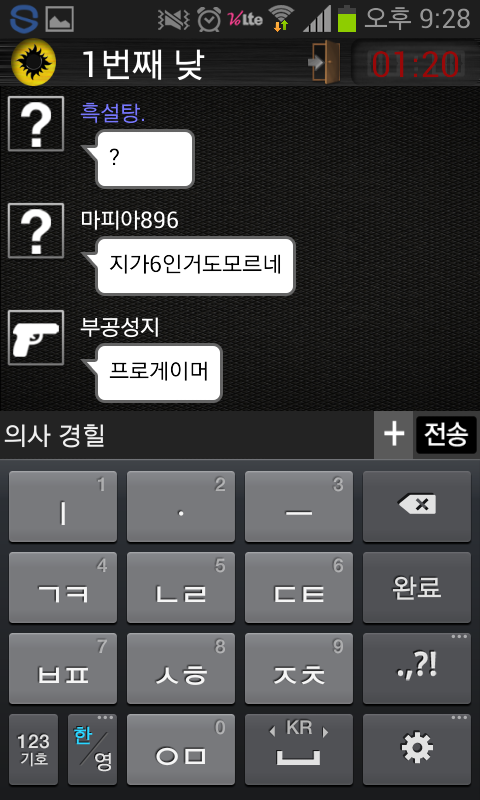 S VLTE 오후 9:28
1번째 낮 01:20
흑설탕.
?
마피아896
지가6인거도모르네
부공성지
프로게이머
의사 경힐 + 전송
ㅣ 1 · 2 ㅡ 3
ㄱㅋ 4 ㄴㄹ 5 ㄷㅌ 6 완료
ㅂㅍ 7 ㅅㅎ 8 ㅈㅊ 9 .,?!
123 기호 한/영 ㅇㅁ 0 KR